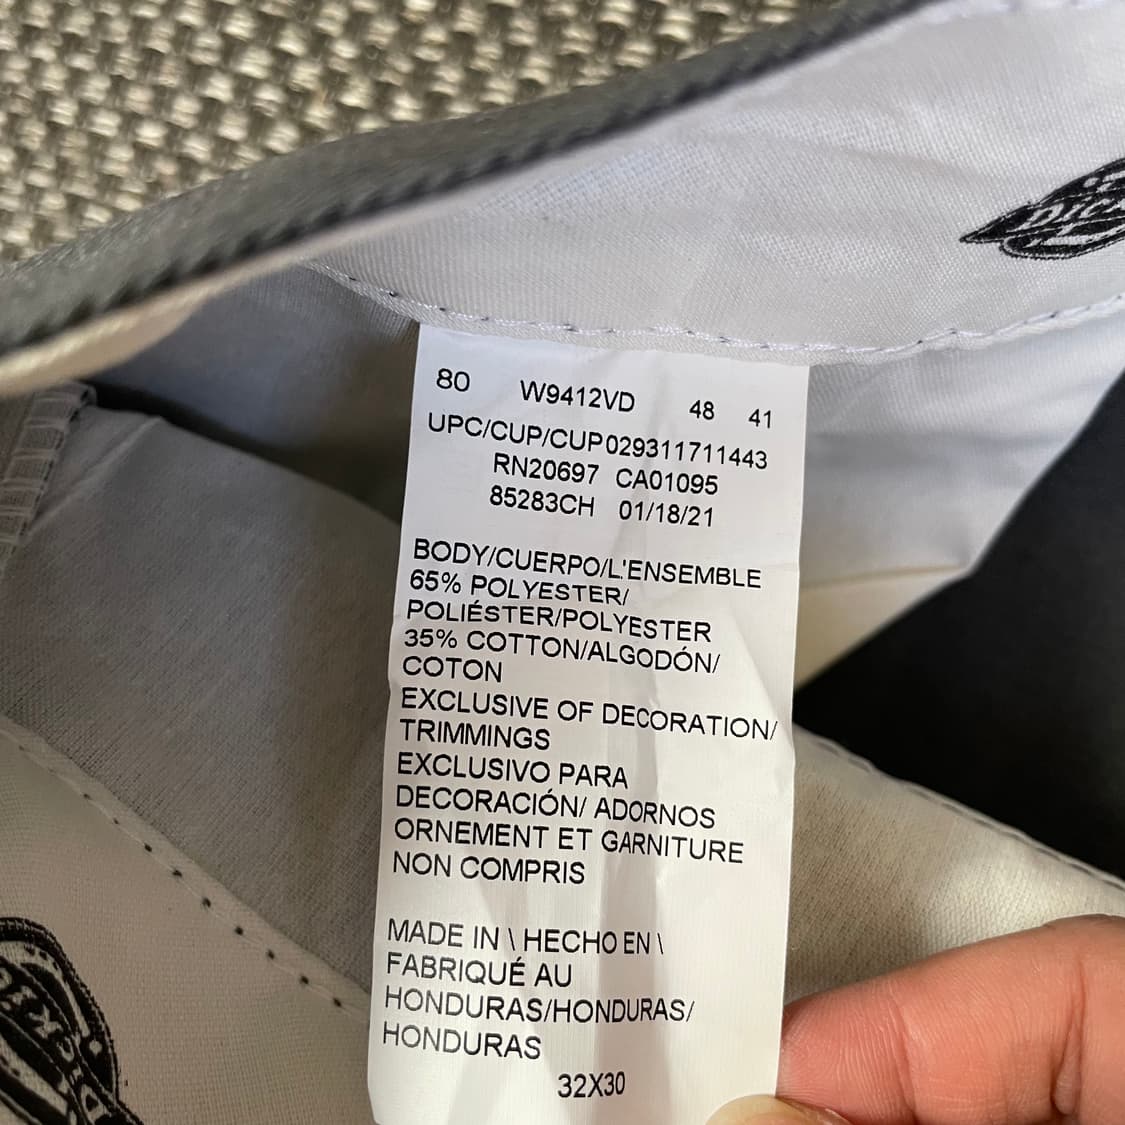 80 W9412VD 48 41
UPC/CUP/CUP029311711443
RN20697 CA01095
85283CH 01/18/21
BODY/CUERPO/L'ENSEMBLE
65% POLYESTER/
POLIÉSTER/POLYESTER
35% COTTON/ALGODÓN/
COTON
EXCLUSIVE OF DECORATION/
TRIMMINGS
EXCLUSIVO PARA
DECORACIÓN/ ADORNOS
ORNEMENT ET GARNITURE
NON COMPRIS
MADE IN \ HECHO EN \
FABRIQUÉ AU
HONDURAS/HONDURAS/
HONDURAS
32X30